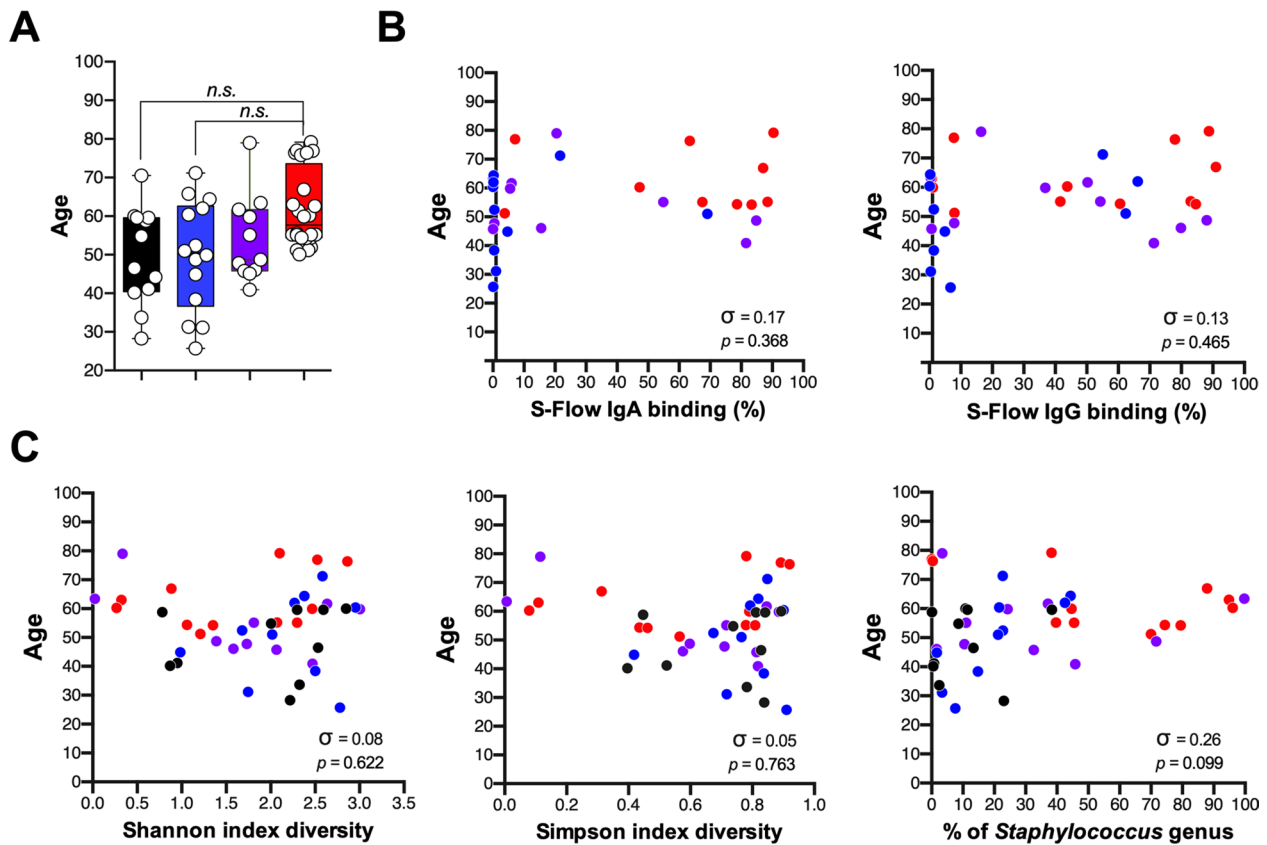 A
B
100
90
80
70
60
50
40
30
20
Age
n.s.
n.s.
100
90
80
70
60
50
40
30
20
10
Age
0 10 20 30 40 50 60 70 80 90 100
S-Flow IgA binding (%)
σ = 0.17
p = 0.368
100
90
80
70
60
50
40
30
20
10
Age
0 10 20 30 40 50 60 70 80 90 100
S-Flow IgG binding (%)
σ = 0.13
p = 0.465
C
100
90
80
70
60
50
40
30
20
10
0
Age
0.0 0.5 1.0 1.5 2.0 2.5 3.0 3.5
Shannon index diversity
σ = 0.08
p = 0.622
100
90
80
70
60
50
40
30
20
10
0
Age
0.0 0.2 0.4 0.6 0.8 1.0
Simpson index diversity
σ = 0.05
p = 0.763
100
90
80
70
60
50
40
30
20
10
0
Age
0 10 20 30 40 50 60 70 80 90 100
% of Staphylococcus genus
σ = 0.26
p = 0.099